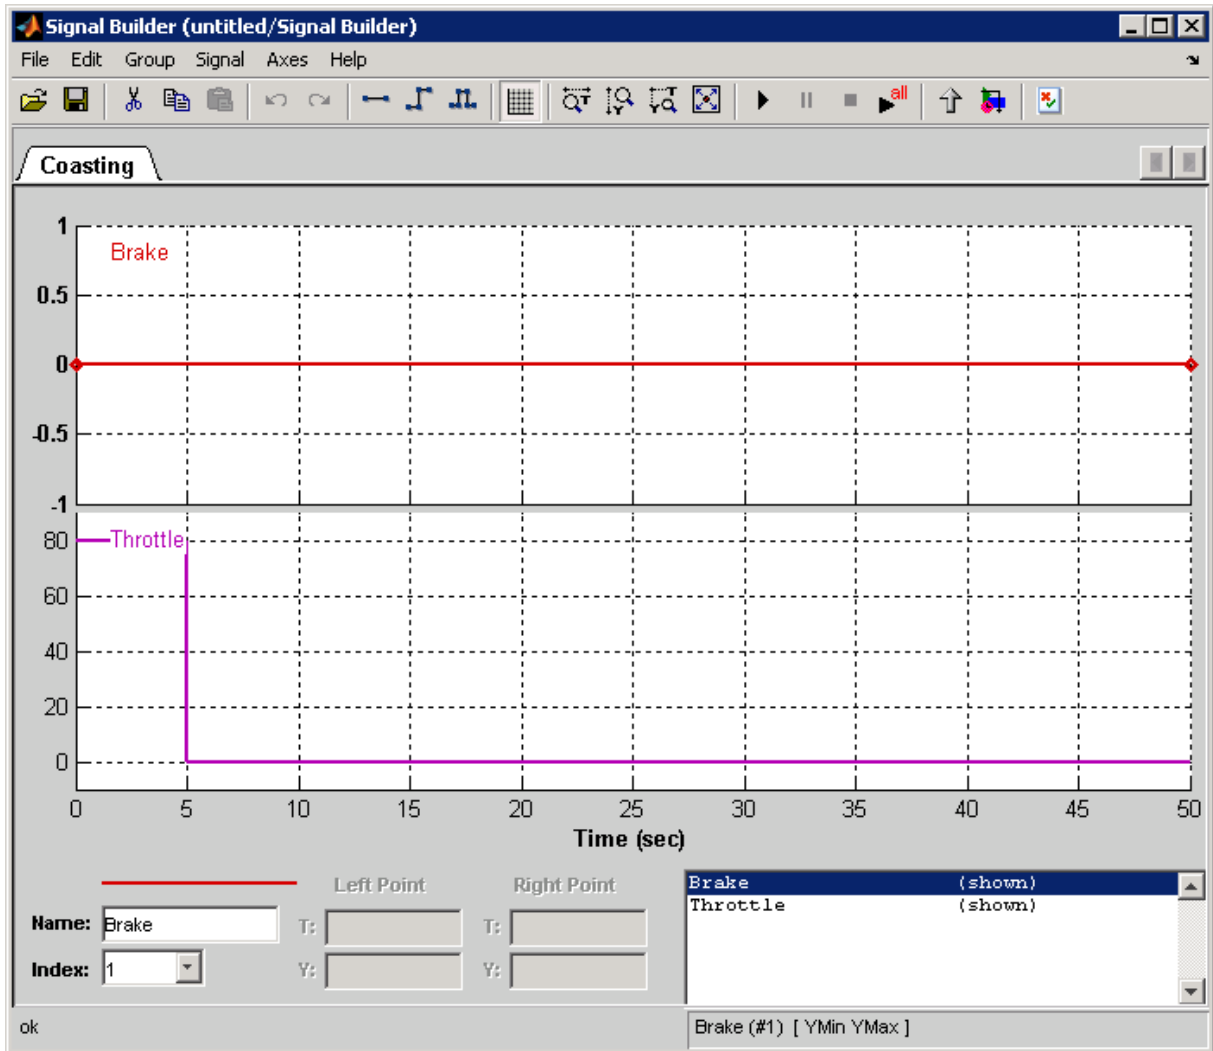 Signal Builder (untitled/Signal Builder)
File Edit Group Signal Axes Help
all
Coasting
1
Brake
0.5
0
-0.5
-1
80
Throttle
60
40
20
0
0 5 10 15 20 25 30 35 40 45 50
Time (sec)
Left Point Right Point
Name: Brake T: T:
Index: 1 Y: Y:
Brake (shown)
Throttle (shown)
ok
Brake (#1) [ YMin YMax ]